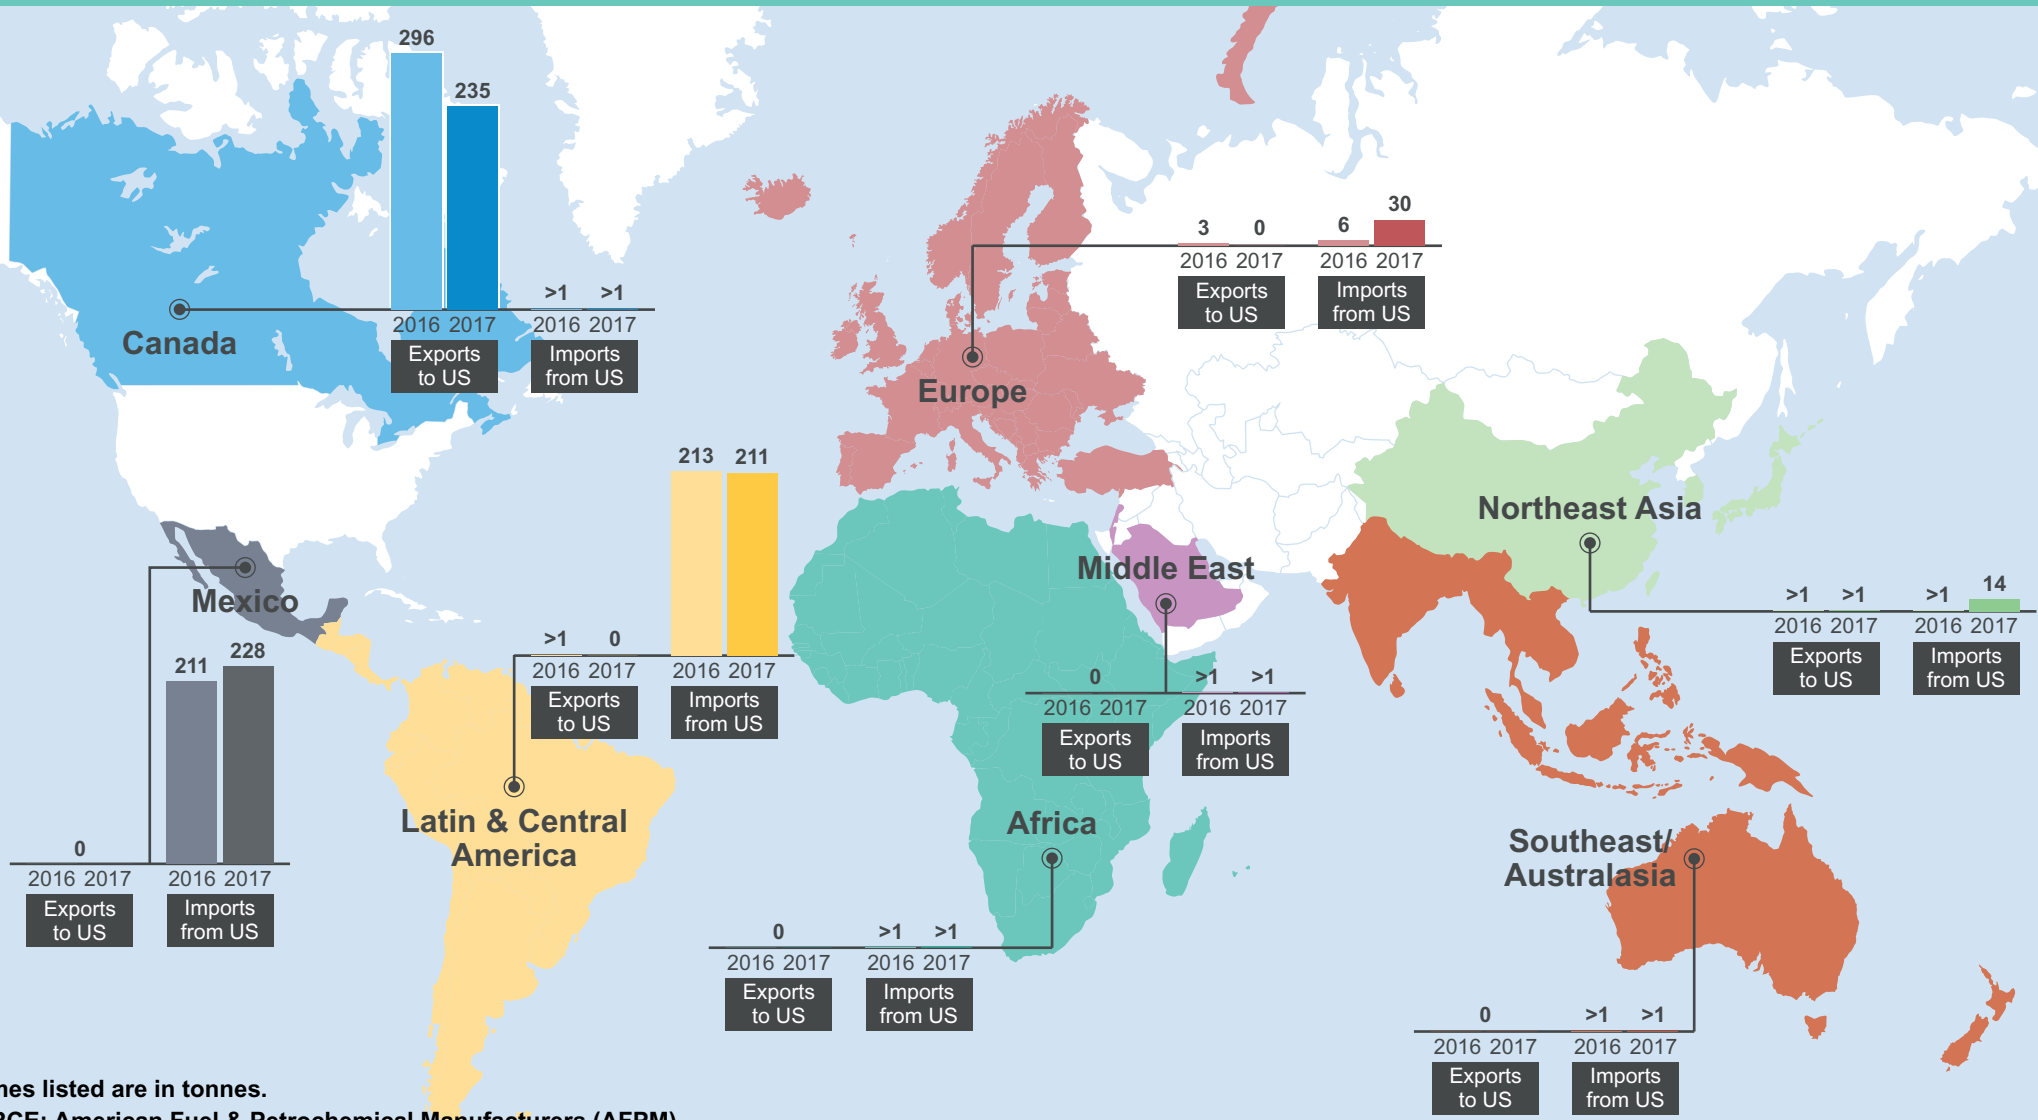 296
235
>1 >1
2016 2017 2016 2017
Exports
to US
Imports
from US
Canada
3 0 6 30
2016 2017 2016 2017
Exports
to US
Imports
from US
Europe
213 211
>1 0
2016 2017 2016 2017
Exports
to US
Imports
from US
Latin & Central
America
Mexico
211 228
0
2016 2017 2016 2017
Exports
to US
Imports
from US
Middle East
0 >1 >1
2016 2017 2016 2017
Exports
to US
Imports
from US
Northeast Asia
>1 >1 >1 14
2016 2017 2016 2017
Exports
to US
Imports
from US
Africa
0 >1 >1
2016 2017 2016 2017
Exports
to US
Imports
from US
Southeast/
Australasia
0 >1 >1
2016 2017 2016 2017
Exports
to US
Imports
from US
nes listed are in tonnes.
RCE: American Fuel & Petrochemical Manufacturers (AFPM)